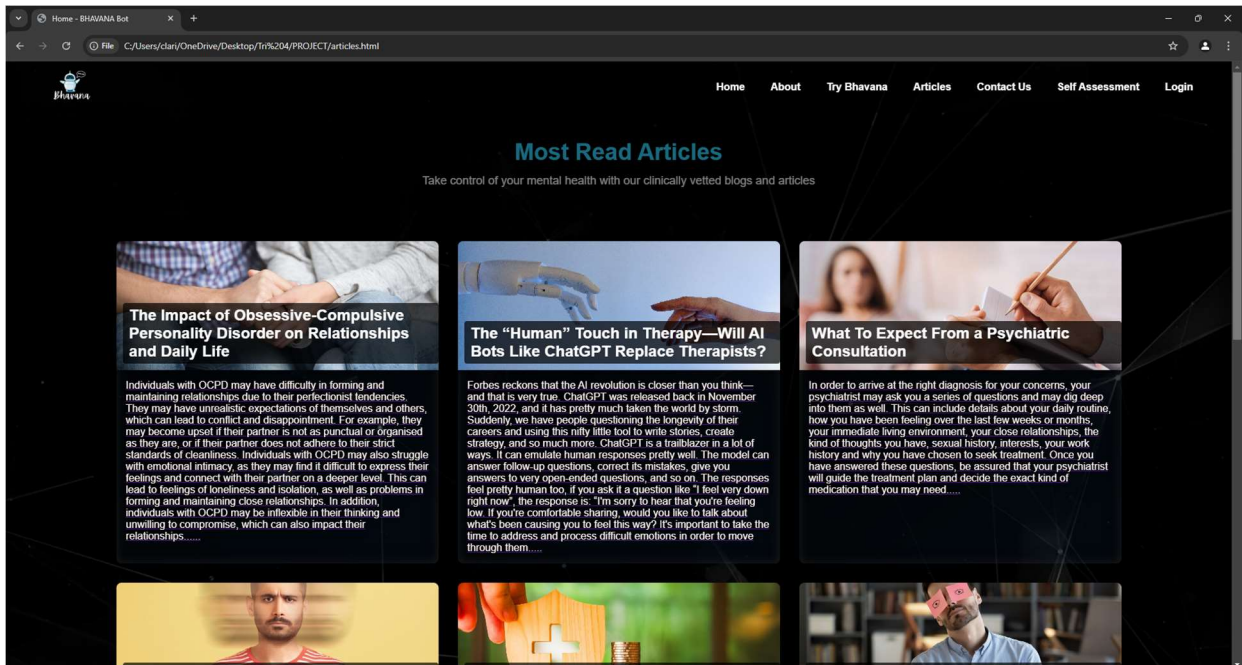 Home - BHAVANA Bot
File
C:/Users/clari/OneDrive/Desktop/Tri%204/PROJECT/articles.html
Bhavana
Home About Try Bhavana Articles Contact Us Self Assessment Login
Most Read Articles
Take control of your mental health with our clinically vetted blogs and articles
The Impact of Obsessive-Compulsive
Personality Disorder on Relationships
and Daily Life
Individuals with OCPD may have difficulty in forming and
maintaining relationships due to their perfectionist tendencies.
They may have unrealistic expectations of themselves and others,
which can lead to conflict and disappointment. For example, they
may become upset if their partner is not as punctual or organised
as they are, or if their partner does not adhere to their strict
standards of cleanliness. Individuals with OCPD may also struggle
with emotional intimacy, as they may find it difficult to express their
feelings and connect with their partner on a deeper level. This can
lead to feelings of loneliness and isolation, as well as problems in
forming and maintaining close relationships. In addition,
individuals with OCPD may be inflexible in their thinking and
unwilling to compromise, which can also impact their
relationships......
The “Human” Touch in Therapy—Will AI
Bots Like ChatGPT Replace Therapists?
Forbes reckons that the AI revolution is closer than you think—
and that is very true. ChatGPT was released back in November
30th, 2022, and it has pretty much taken the world by storm.
Suddenly, we have people questioning the longevity of their
careers and using this nifty little tool to write stories, create
strategy, and so much more. ChatGPT is a trailblazer in a lot of
ways. It can emulate human responses pretty well. The model can
answer follow-up questions, correct its mistakes, give you
answers to very open-ended questions, and so on. The responses
feel pretty human too, if you ask it a question like “I feel very down
right now”, the response is: “I'm sorry to hear that you're feeling
low. If you're comfortable sharing, would you like to talk about
what's been causing you to feel this way? It's important to take the
time to address and process difficult emotions in order to move
through them.....
What To Expect From a Psychiatric
Consultation
In order to arrive at the right diagnosis for your concerns, your
psychiatrist may ask you a series of questions and may dig deep
into them as well. This can include details about your daily routine,
how you have been feeling over the last few weeks or months,
your immediate living environment, your close relationships, the
kind of thoughts you have, sexual history, interests, your work
history and why you have chosen to seek treatment. Once you
have answered these questions, be assured that your psychiatrist
will guide the treatment plan and decide the exact kind of
medication that you may need.....